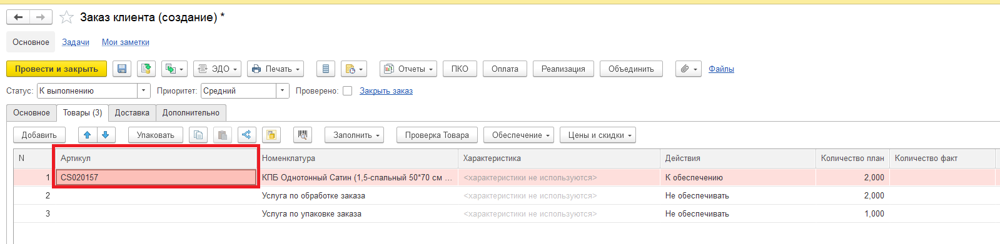 Заказ клиента (создание) *
Основное Задачи Мои заметки
Провести и закрыть ЭДО Печать Отчеты ПКО Оплата Реализация Объединить Файлы
Статус: К выполнению Приоритет: Средний Проверено: Закрыть заказ
Основное Товары (3) Доставка Дополнительно
Добавить Упаковать Заполнить Проверка Товара Обеспечение Цены и скидки
N Артикул Номенклатура Характеристика Действия Количество план Количество факт
1 CS020157 КПБ Однотонный Сатин (1,5-спальный 50*70 см ... <характеристики не используются> К обеспечению 2,000
2 Услуга по обработке заказа <характеристики не используются> Не обеспечивать 2,000
3 Услуга по упаковке заказа <характеристики не используются> Не обеспечивать 1,000